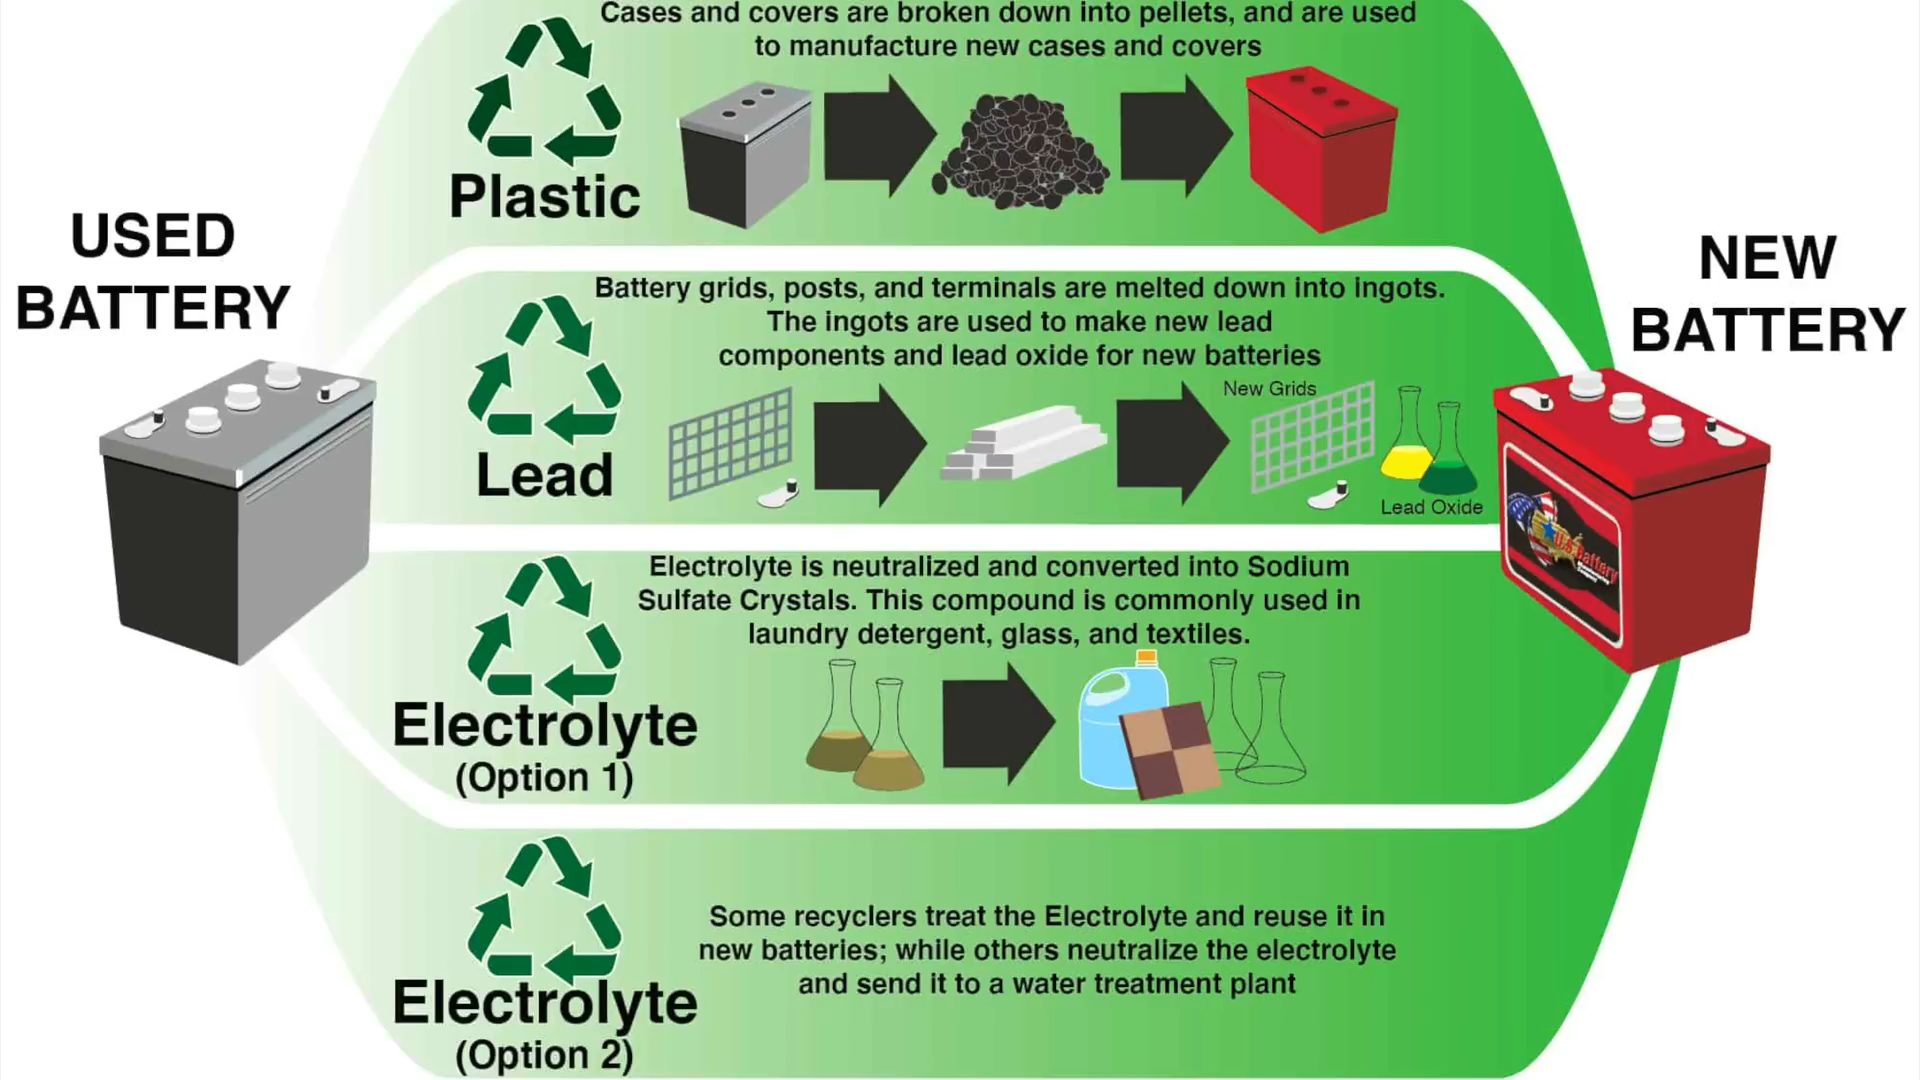 Cases and covers are broken down into pellets, and are used
to manufacture new cases and covers
Plastic
USED
BATTERY
NEW
BATTERY
Battery grids, posts, and terminals are melted down into ingots.
The ingots are used to make new lead
components and lead oxide for new batteries
New Grids
Lead
Lead Oxide
U.S. Battery
Manufacturing
Company
Electrolyte is neutralized and converted into Sodium
Sulfate Crystals. This compound is commonly used in
laundry detergent, glass, and textiles.
Electrolyte
(Option 1)
Some recyclers treat the Electrolyte and reuse it in
new batteries; while others neutralize the electrolyte
and send it to a water treatment plant
Electrolyte
(Option 2)